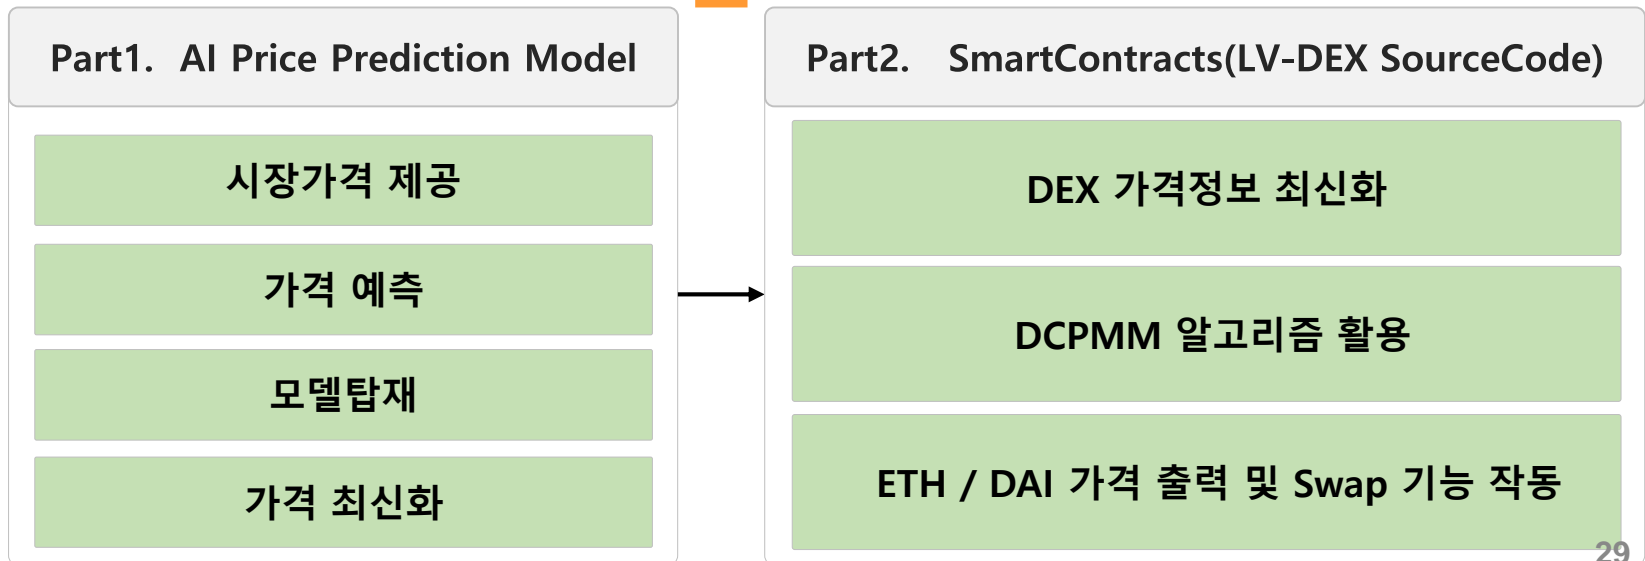 Part1. AI Price Prediction Model
시장가격 제공
가격 예측
모델탑재
가격 최신화
Part2. SmartContracts(LV-DEX SourceCode)
DEX 가격정보 최신화
DCPMM 알고리즘 활용
ETH / DAI 가격 출력 및 Swap 기능 작동
29